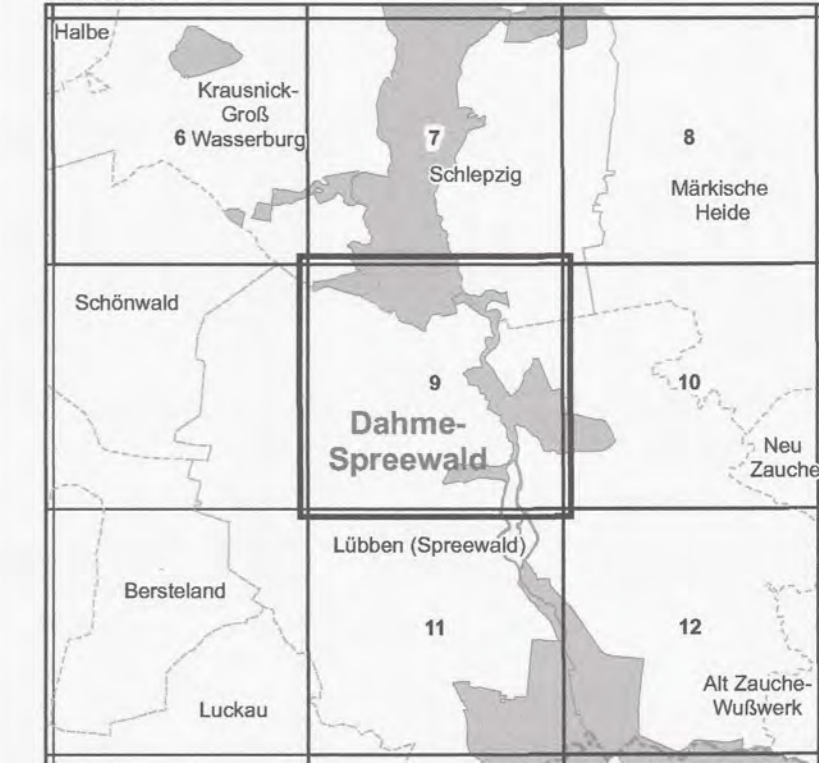 Halbe
Krausnick-
Groß
6 Wasserburg
7
Schlepzig
8
Märkische
Heide
Schönwald
9
Dahme-
Spreewald
10
Neu
Zauche
Lübben (Spreewald)
Bersteland
11
12
Luckau
Alt Zauche-
Wußwerk